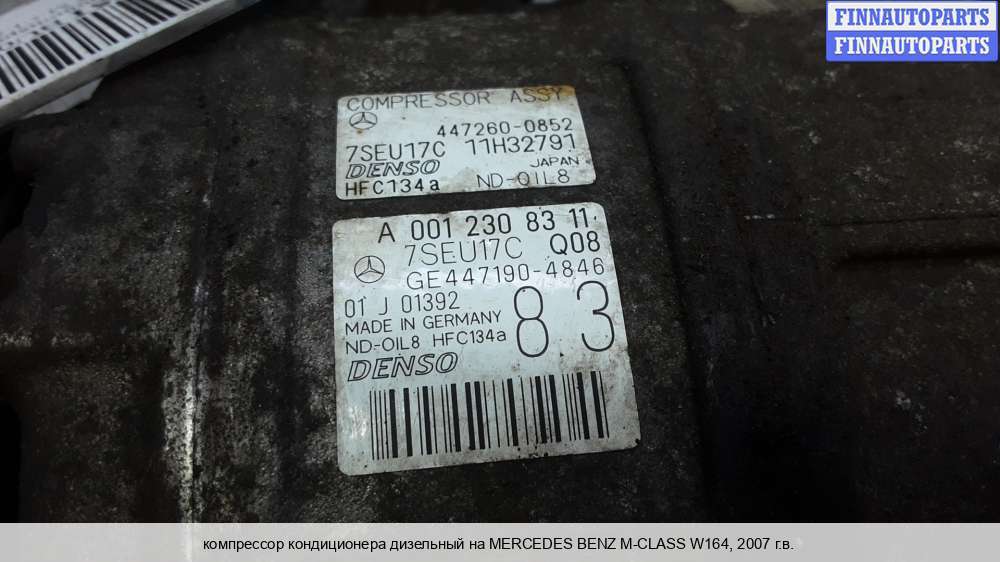 FINNAUTOPARTS
FINNAUTOPARTS
COMPRESSOR ASSY
447260-0852
7SEU17C 11H32791
DENSO JAPAN
HFC134a ND-OIL8
A 001 230 83 11
7SEU17C Q08
GE447190-4846
01 J 01392
MADE IN GERMANY
83
ND-OIL8 HFC134a
DENSO
компрессор кондиционера дизельный на MERCEDES BENZ M-CLASS W164, 2007 г.в.